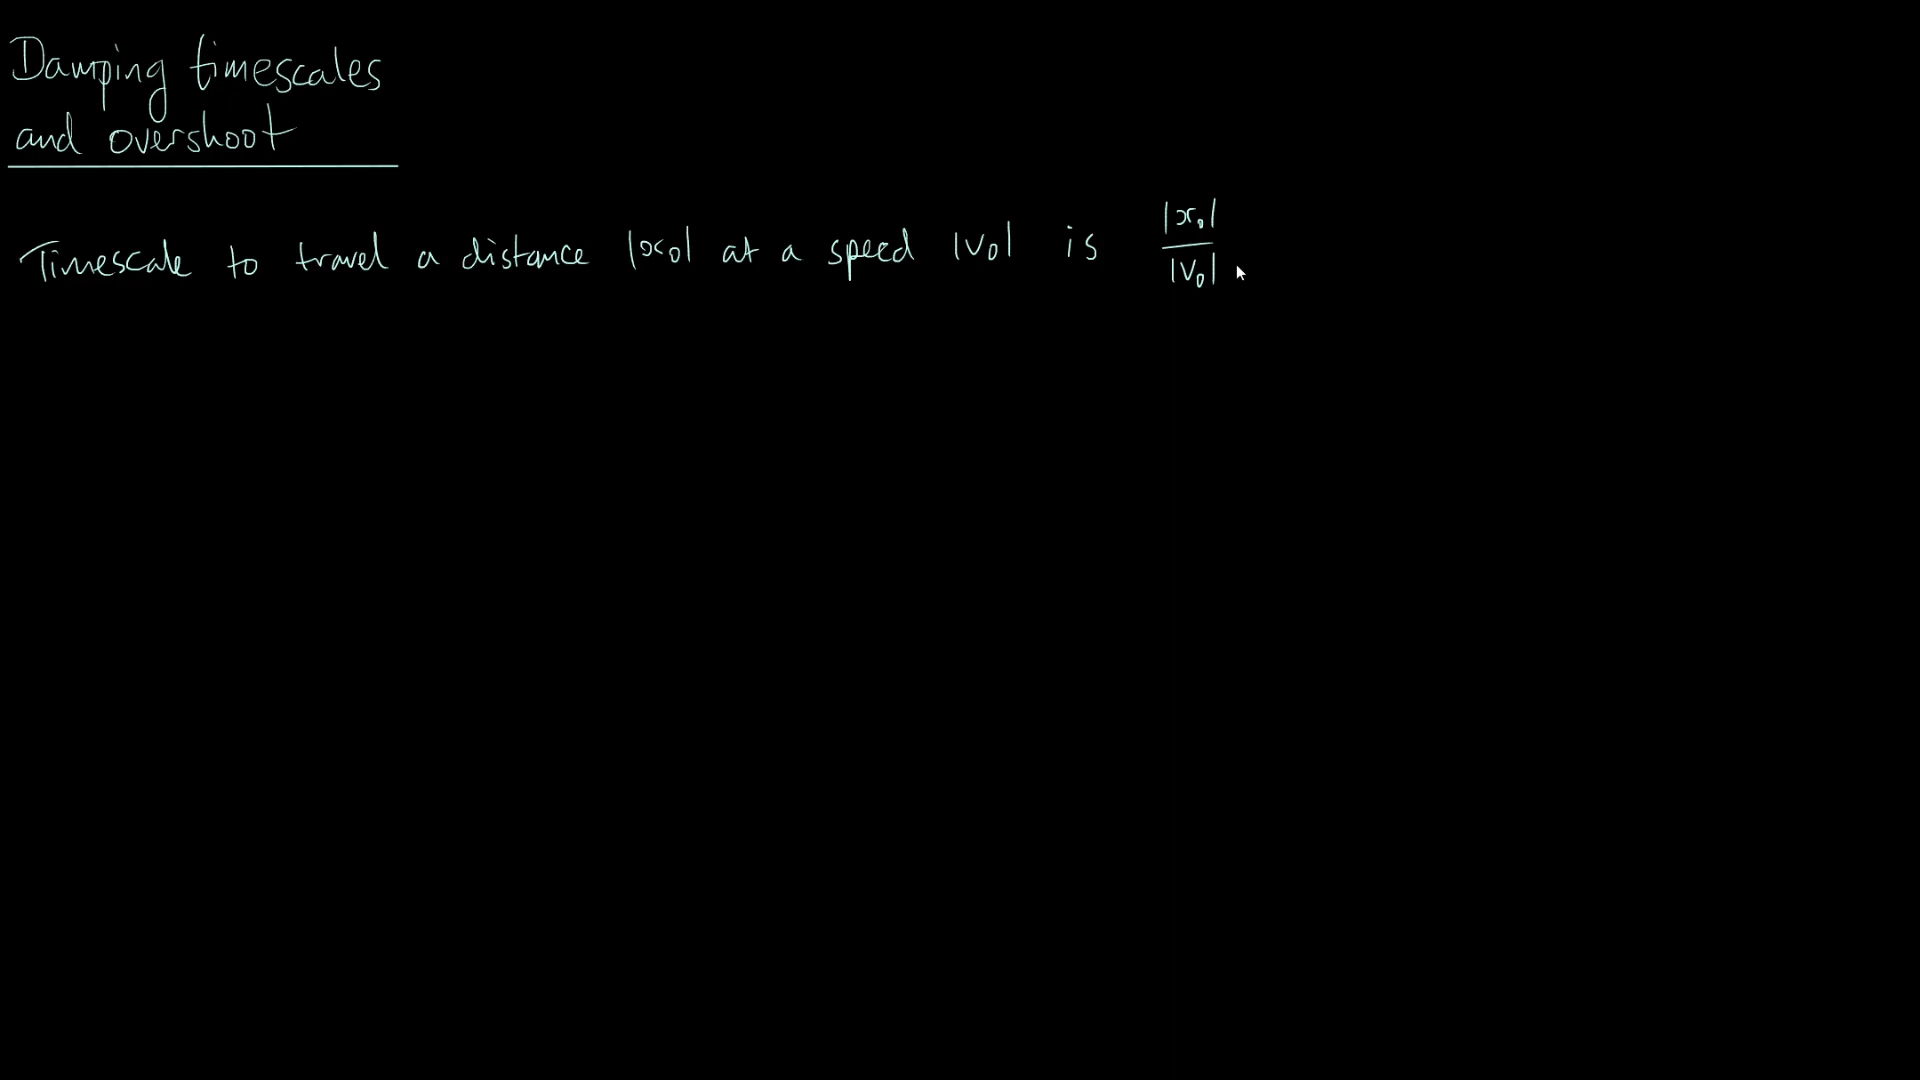 Damping timescales
and overshoot
Timescale to travel a distance |x₀| at a speed |v₀| is |x₀|/|v₀|